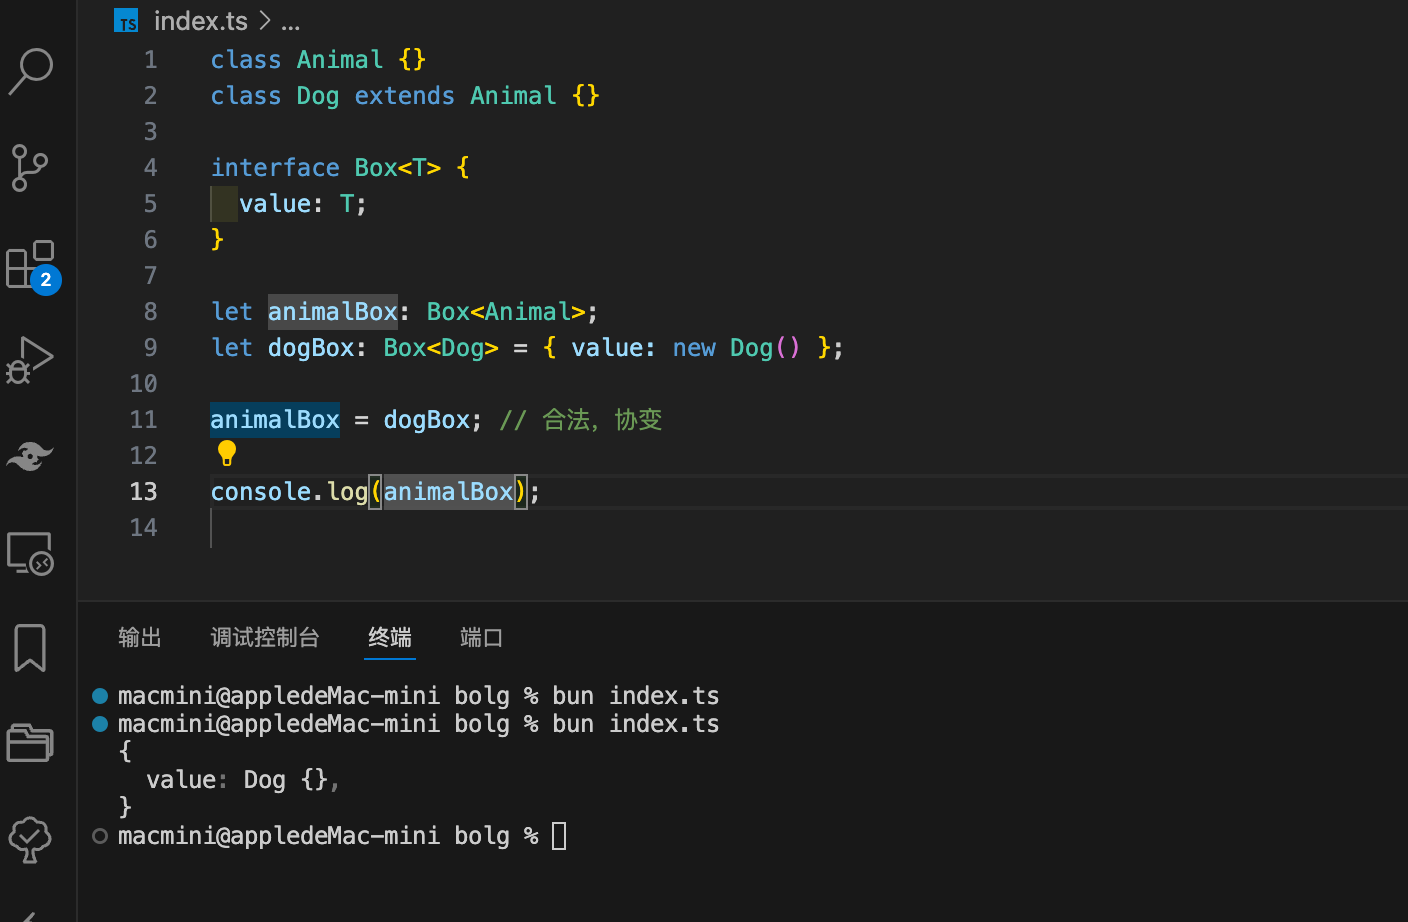 TS index.ts > ...
1 class Animal {}
2 class Dog extends Animal {}
3
4 interface Box<T> {
5   value: T;
6 }
7
8 let animalBox: Box<Animal>;
9 let dogBox: Box<Dog> = { value: new Dog() };
10
11 animalBox = dogBox; // 合法，协变
12
13 console.log(animalBox);
14
2
输出 调试控制台 终端 端口
macmini@appledeMac-mini bolg % bun index.ts
macmini@appledeMac-mini bolg % bun index.ts
{
  value: Dog {},
}
macmini@appledeMac-mini bolg %